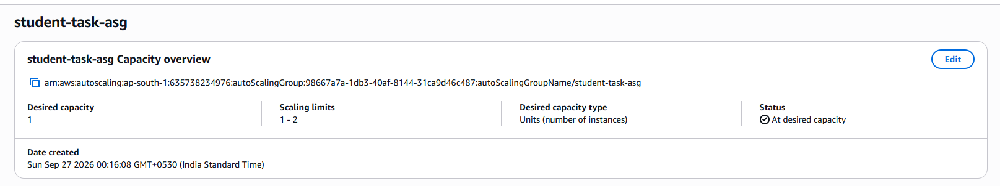 student-task-asg
student-task-asg Capacity overview
Edit
arn:aws:autoscaling:ap-south-1:635738234976:autoScalingGroup:98667a7a-1db3-40af-8144-31ca9d46c487:autoScalingGroupName/student-task-asg
Desired capacity
1
Scaling limits
1 - 2
Desired capacity type
Units (number of instances)
Status
At desired capacity
Date created
Sun Sep 27 2026 00:16:08 GMT+0530 (India Standard Time)